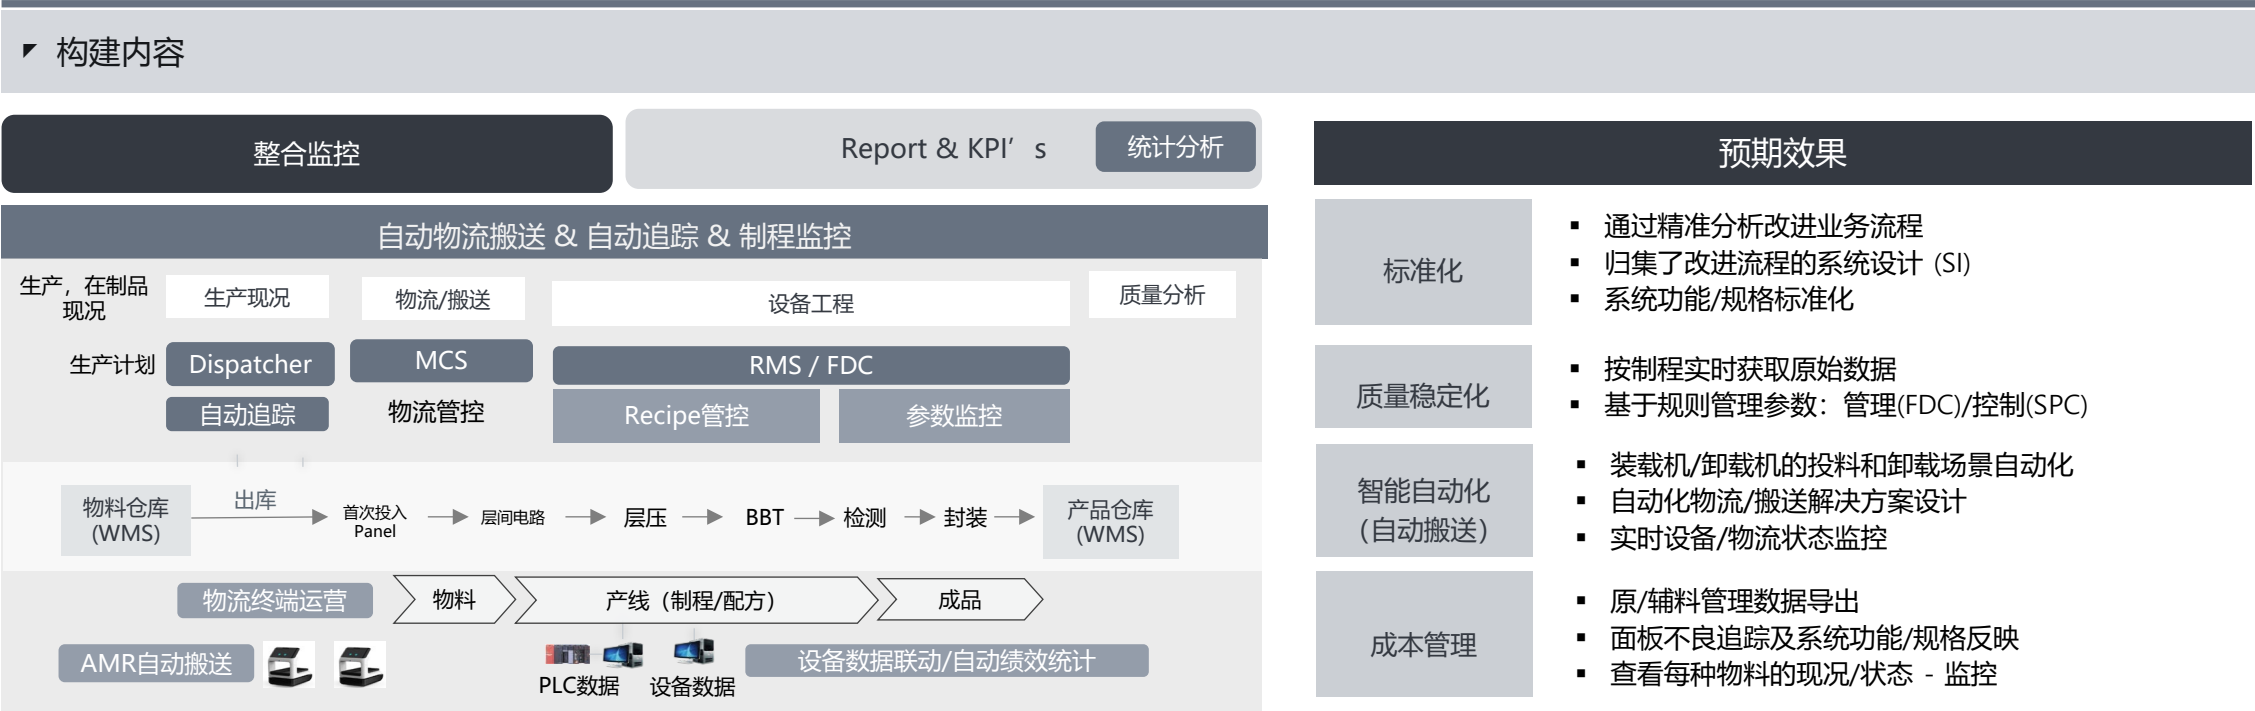 构建内容
整合监控
Report & KPI’s
统计分析
自动物流搬送 & 自动追踪 & 制程监控
生产，在制品
现况
生产现况
物流/搬送
设备工程
质量分析
生产计划
Dispatcher
MCS
RMS / FDC
自动追踪
物流管控
Recipe管控
参数监控
物料仓库
(WMS)
出库
首次投入
Panel
层间电路
层压
BBT
检测
封装
产品仓库
(WMS)
物流终端运营
物料
产线（制程/配方）
成品
AMR自动搬送
PLC数据
设备数据
设备数据联动/自动绩效统计
预期效果
标准化
▪ 通过精准分析改进业务流程
▪ 归集了改进流程的系统设计 (SI)
▪ 系统功能/规格标准化
质量稳定化
▪ 按制程实时获取原始数据
▪ 基于规则管理参数：管理(FDC)/控制(SPC)
智能自动化
（自动搬送）
▪ 装载机/卸载机的投料和卸载场景自动化
▪ 自动化物流/搬送解决方案设计
▪ 实时设备/物流状态监控
成本管理
▪ 原/辅料管理数据导出
▪ 面板不良追踪及系统功能/规格反映
▪ 查看每种物料的现况/状态 - 监控